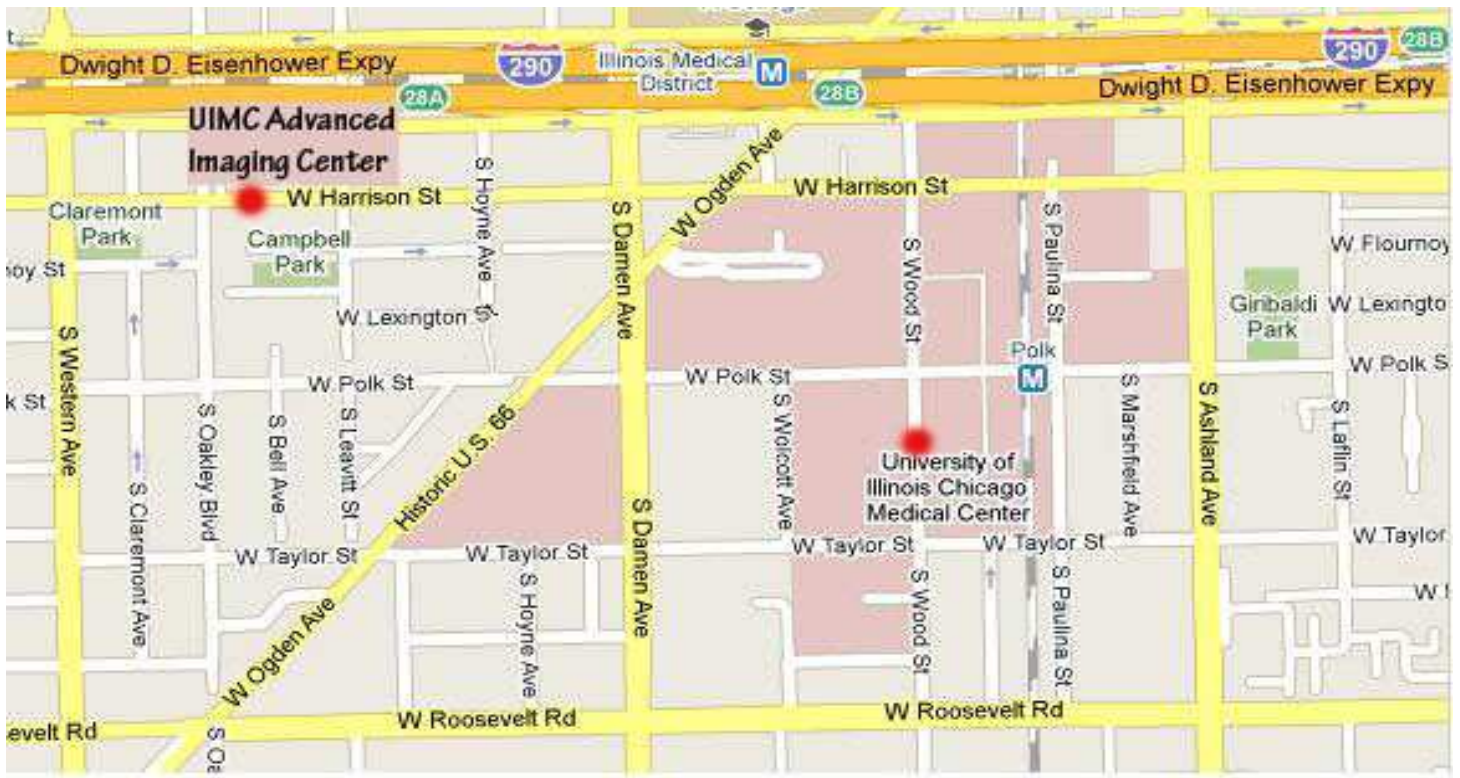 t.
Dwight D. Eisenhower Expy
290
Illinois Medical
District
M
28B
290
28B
Dwight D. Eisenhower Expy
28A
UIMC Advanced
Imaging Center
W Harrison St
W Harrison St
W Ogden Ave
Claremont
Park
Campbell
Park
S Hoyne Ave
S Damen Ave
S Wood St
S Paulina St
W Flournoy
oy St
W Lexington St
Giribaldi
Park
W Lexingto
S Western Ave
Polk
M
W Polk St
W Polk St
W Polk S
k St
S Oakley Blvd
S Bell Ave
S Leavitt St
Historic U.S. 66
S Wolcott Ave
S Marshfield Ave
S Ashland Ave
S Laflin St
University of
Illinois Chicago
Medical Center
S Claremont Ave
W Taylor St
W Taylor St
W Taylor St
W Taylor St
W Taylor
S Damen Ave
S Hoyne Ave
S Wood St
S Paulina St
W
W Ogden Ave
W Roosevelt Rd
W Roosevelt Rd
evelt Rd
S Oa